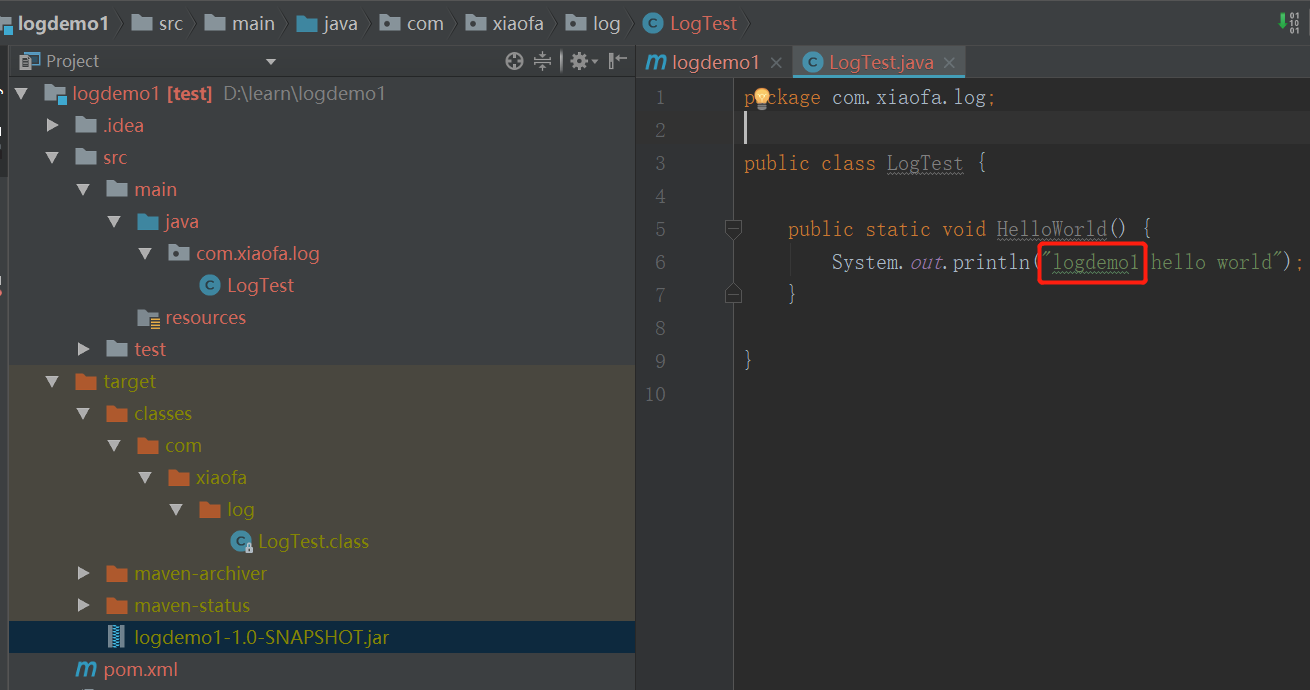 logdemo1 src main java com xiaofa log LogTest
Project
logdemo1 [test] D:\learn\logdemo1
.idea
src
main
java
com.xiaofa.log
LogTest
resources
test
target
classes
com
xiaofa
log
LogTest.class
maven-archiver
maven-status
logdemo1-1.0-SNAPSHOT.jar
pom.xml
logdemo1 LogTest.java
1 package com.xiaofa.log;
2
3 public class LogTest {
4
5 public static void HelloWorld() {
6 System.out.println("logdemo1 hello world");
7 }
8
9 }
10